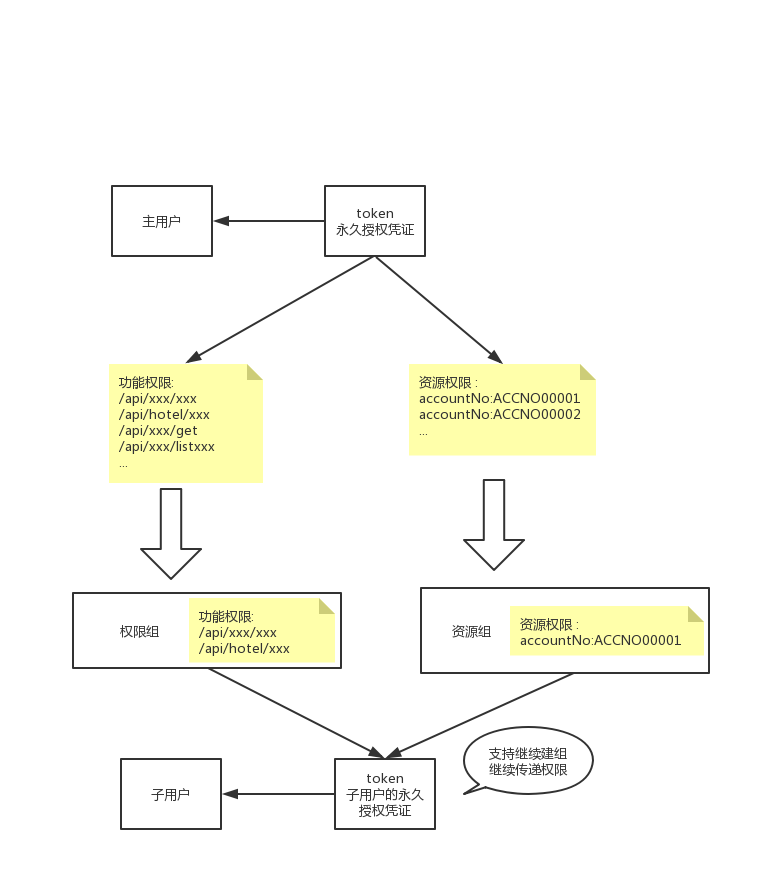 主用户
token
永久授权凭证
功能权限:
/api/xxx/xxx
/api/hotel/xxx
/api/xxx/get
/api/xxx/listxxx
...
资源权限 :
accountNo:ACCNO00001
accountNo:ACCNO00002
...
权限组
功能权限:
/api/xxx/xxx
/api/hotel/xxx
资源组
资源权限 :
accountNo:ACCNO00001
子用户
token
子用户的永久
授权凭证
支持继续建组
继续传递权限